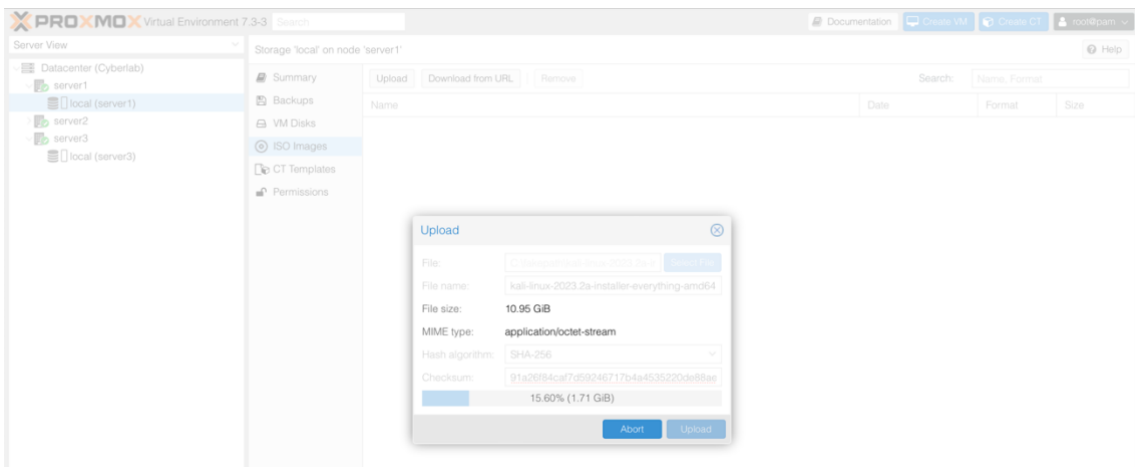 PROXMOX Virtual Environment 7.3-3 Search Documentation Create VM Create CT root@pam
Server View
Storage 'local' on node 'server1' Help
Datacenter (Cyberlab)
server1
local (server1)
server2
server3
local (server3)
Summary
Backups
VM Disks
ISO Images
CT Templates
Permissions
Upload Download from URL Remove Search: Name, Format
Name Date Format Size
Upload
File: Select File
File name: kali-linux-2023.2a-installer-everything-amd64
File size: 10.95 GiB
MIME type: application/octet-stream
Hash algorithm: SHA-256
Checksum: 91a26f84caf7d59246717b4a4535220de88ae
15.60% (1.71 GiB)
Abort Upload